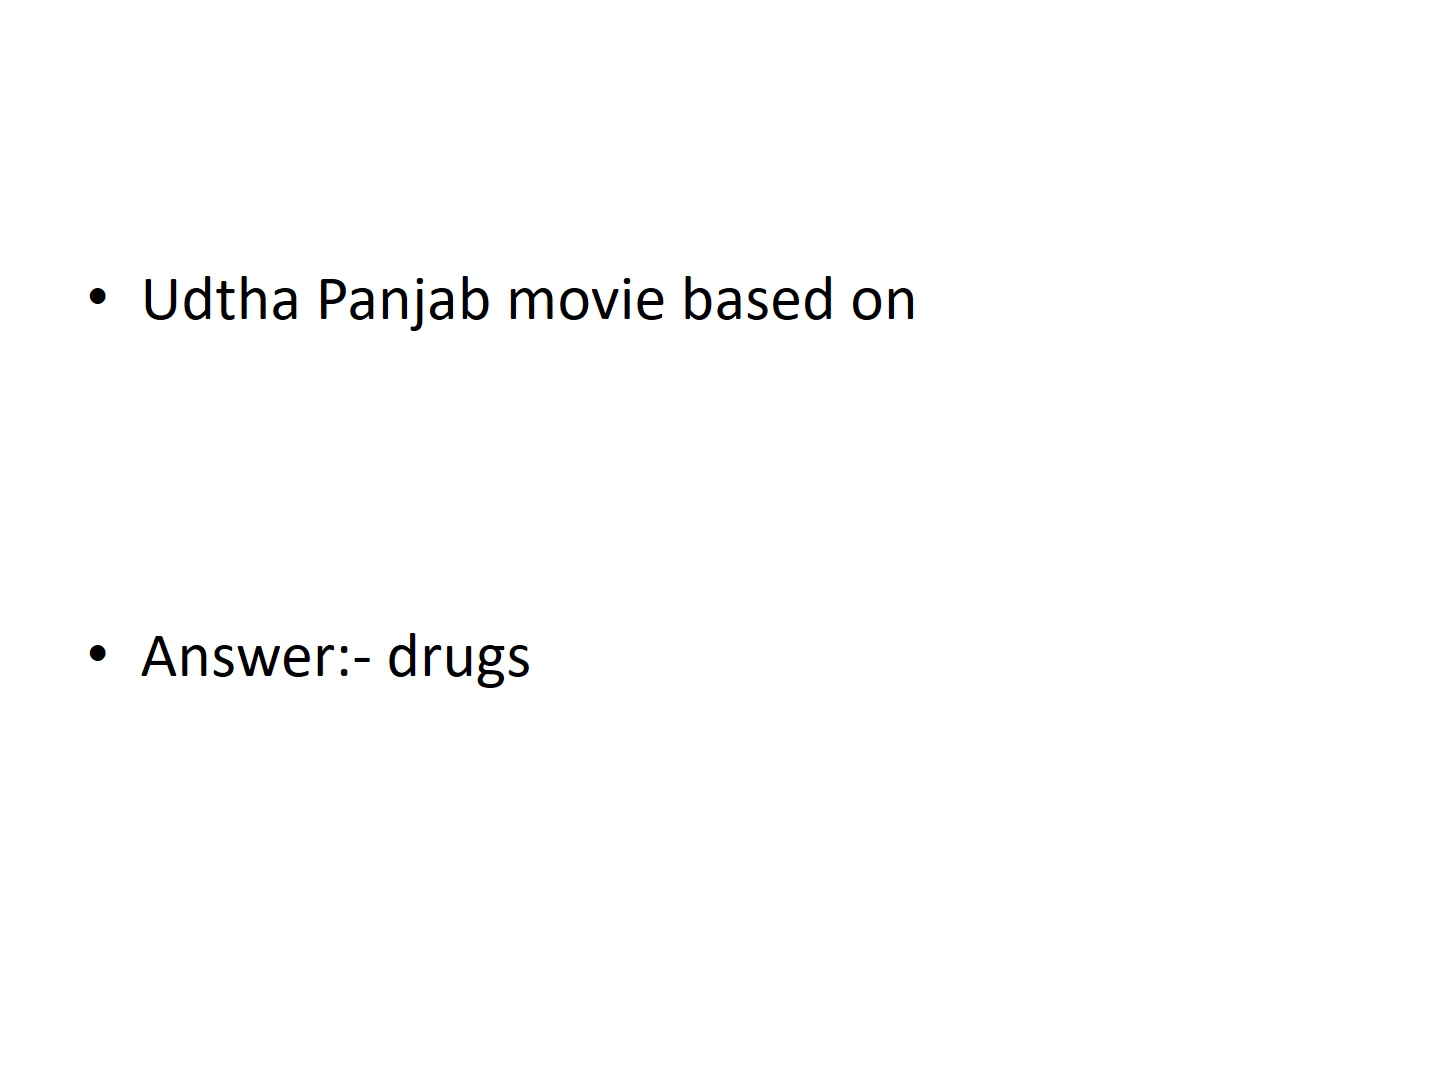 • Udtha Panjab movie based on
• Answer:- drugs